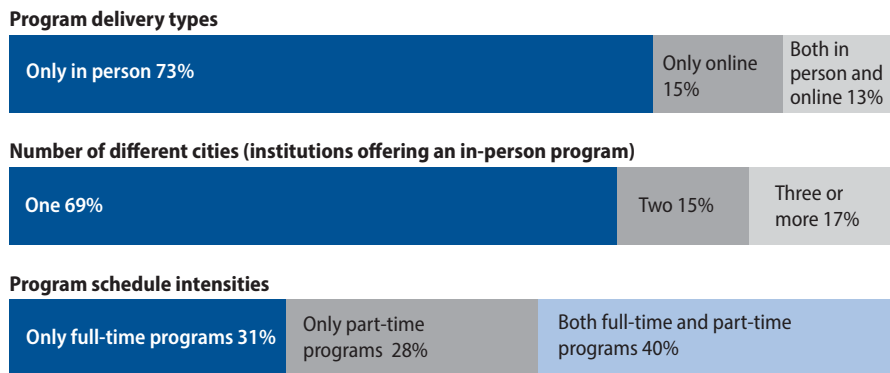 Program delivery types
Only in person 73%
Only online
15%
Both in
person and
online 13%
Number of different cities (institutions offering an in-person program)
One 69%
Two 15%
Three or
more 17%
Program schedule intensities
Only full-time programs 31%
Only part-time
programs 28%
Both full-time and part-time
programs 40%